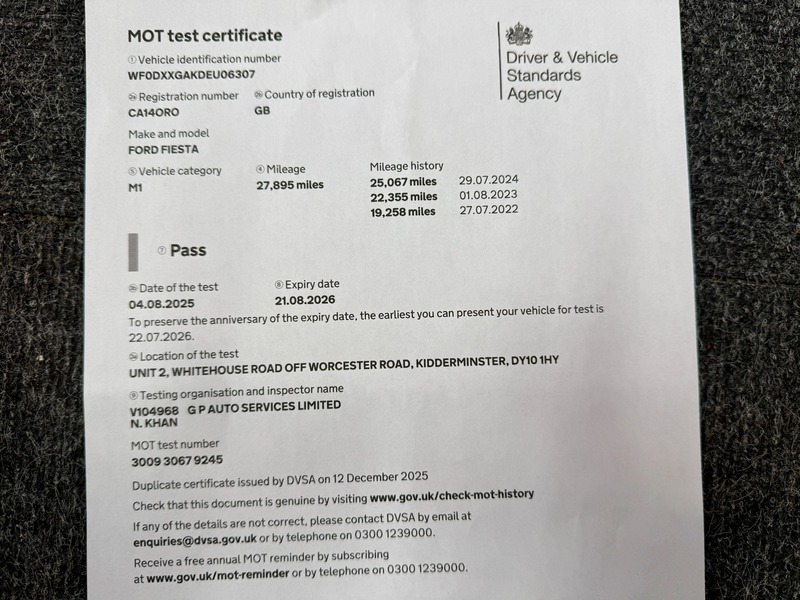 MOT test certificate
① Vehicle identification number
WF0DXXGAKDEU06307
Registration number Country of registration
CA14ORO GB
Make and model
FORD FIESTA
⑤ Vehicle category ④ Mileage Mileage history
M1 27,895 miles 25,067 miles 29.07.2024
22,355 miles 01.08.2023
19,258 miles 27.07.2022
⑦ Pass
Date of the test ⑧ Expiry date
04.08.2025 21.08.2026
To preserve the anniversary of the expiry date, the earliest you can present your vehicle for test is
22.07.2026.
Location of the test
UNIT 2, WHITEHOUSE ROAD OFF WORCESTER ROAD, KIDDERMINSTER, DY10 1HY
⑨ Testing organisation and inspector name
V104968 G P AUTO SERVICES LIMITED
N. KHAN
MOT test number
3009 3067 9245
Duplicate certificate issued by DVSA on 12 December 2025
Check that this document is genuine by visiting www.gov.uk/check-mot-history
If any of the details are not correct, please contact DVSA by email at
enquiries@dvsa.gov.uk or by telephone on 0300 1239000.
Receive a free annual MOT reminder by subscribing
at www.gov.uk/mot-reminder or by telephone on 0300 1239000.
Driver & Vehicle
Standards
Agency